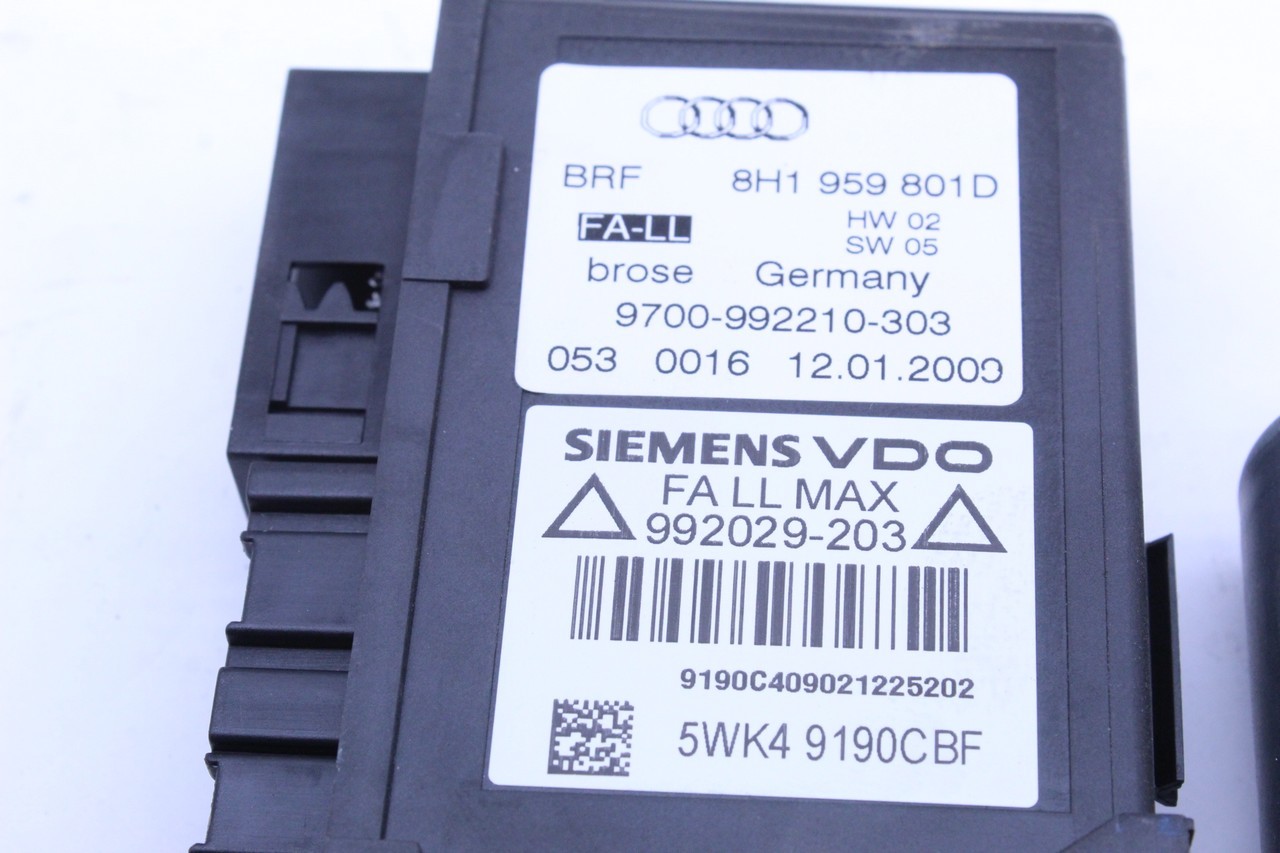 BRF 8H1 959 801D
FA-LL HW 02
SW 05
brose Germany
9700-992210-303
053 0016 12.01.2009
SIEMENS VDO
FA LL MAX
992029-203
9190C409021225202
5WK4 9190CBF